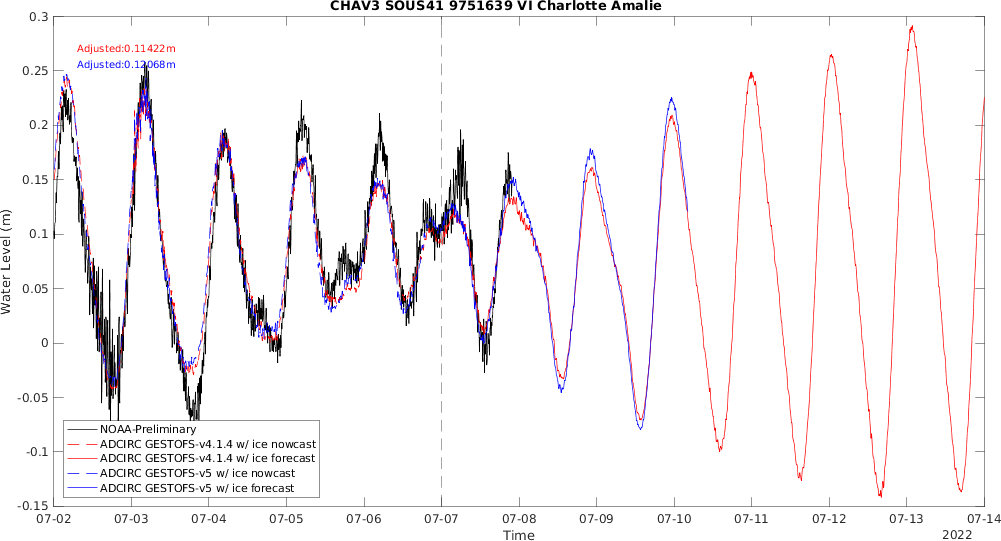 CHAV3 SOUS41 9751639 VI Charlotte Amalie
0.3
0.25
0.2
0.15
0.1
0.05
0
-0.05
-0.1
-0.15
Water Level (m)
Adjusted:0.11422m
Adjusted:0.12068m
NOAA-Preliminary
ADCIRC GESTOFS-v4.1.4 w/ ice nowcast
ADCIRC GESTOFS-v4.1.4 w/ ice forecast
ADCIRC GESTOFS-v5 w/ ice nowcast
ADCIRC GESTOFS-v5 w/ ice forecast
07-02 07-03 07-04 07-05 07-06 07-07 07-08 07-09 07-10 07-11 07-12 07-13 07-14
Time
2022